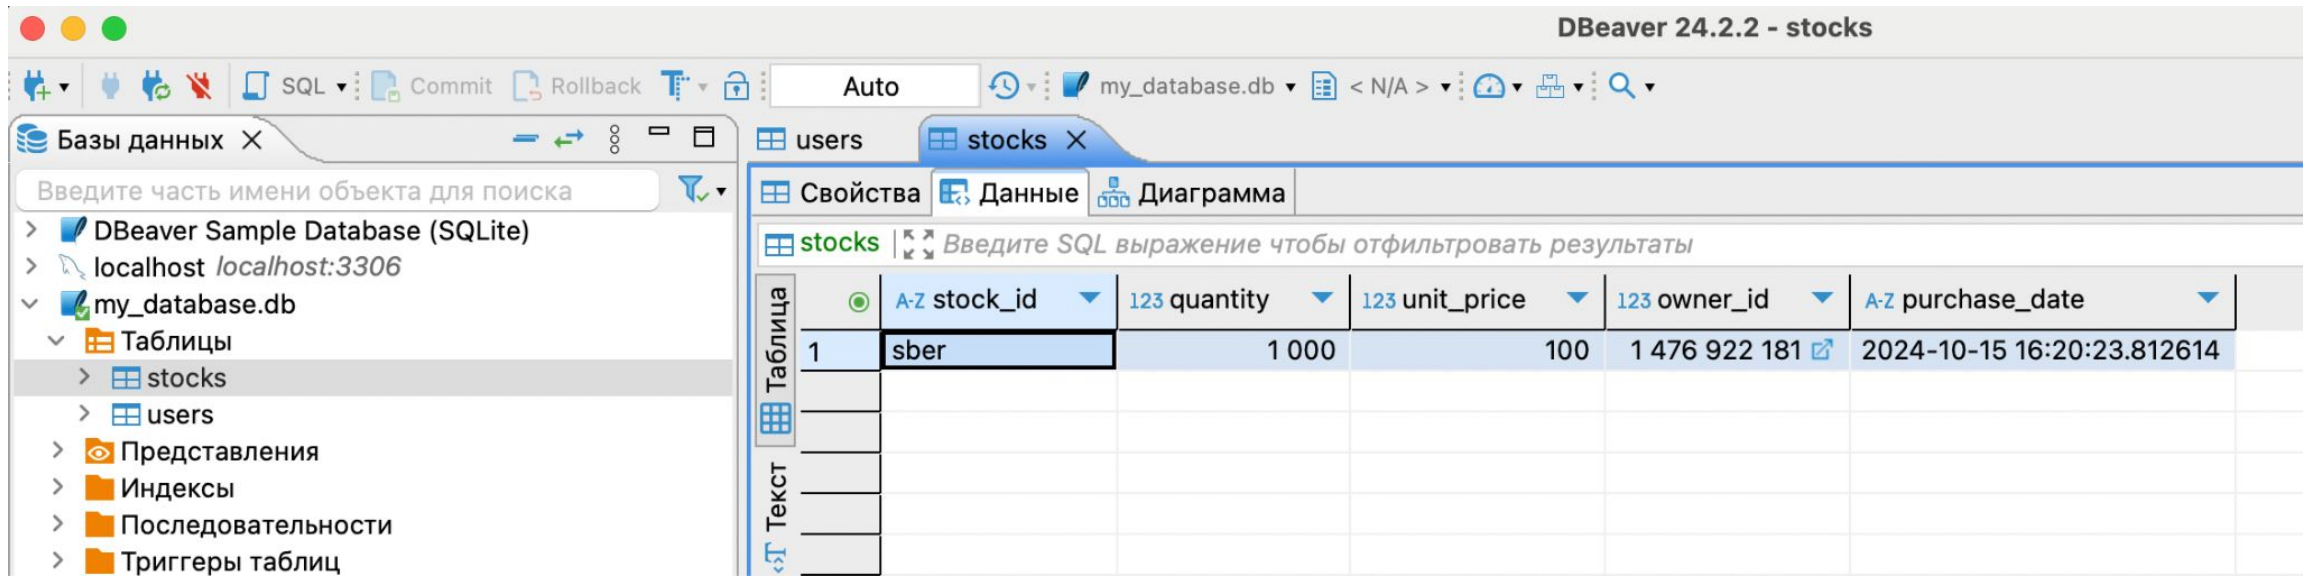 DBeaver 24.2.2 - stocks
SQL Commit Rollback Auto my_database.db < N/A >
Базы данных
users stocks
Введите часть имени объекта для поиска
Свойства Данные Диаграмма
DBeaver Sample Database (SQLite)
stocks Введите SQL выражение чтобы отфильтровать результаты
localhost localhost:3306
my_database.db
Таблицы
stocks
users
Представления
Индексы
Последовательности
Триггеры таблиц
Таблица
Текст
A-Z stock_id 123 quantity 123 unit_price 123 owner_id A-Z purchase_date
1 sber 1 000 100 1 476 922 181 2024-10-15 16:20:23.812614